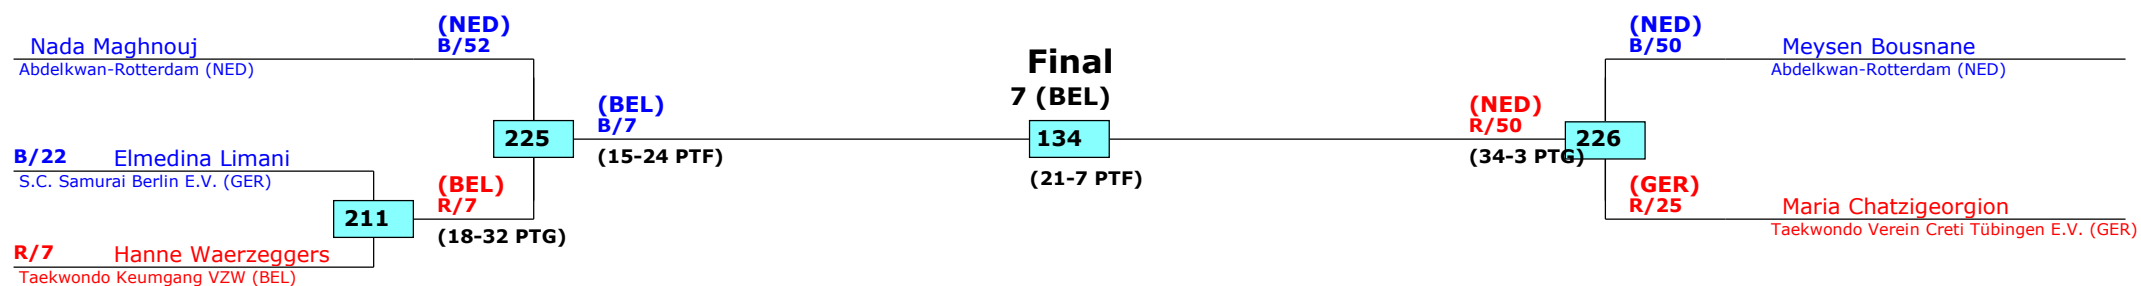 (NED)
B/52
Nada Maghnouj
Abdelkwan-Rotterdam (NED)
B/22 Elmedina Limani
S.C. Samurai Berlin E.V. (GER)
R/7 Hanne Waerzeggers
Taekwondo Keumgang VZW (BEL)
211
(BEL)
R/7
(18-32 PTG)
225
(BEL)
B/7
(15-24 PTF)
Final
7 (BEL)
134
(21-7 PTF)
(NED)
R/50
(34-3 PTG)
226
(NED)
B/50
Meysen Bousnane
Abdelkwan-Rotterdam (NED)
(GER)
R/25
Maria Chatzigeorgion
Taekwondo Verein Creti Tübingen E.V. (GER)